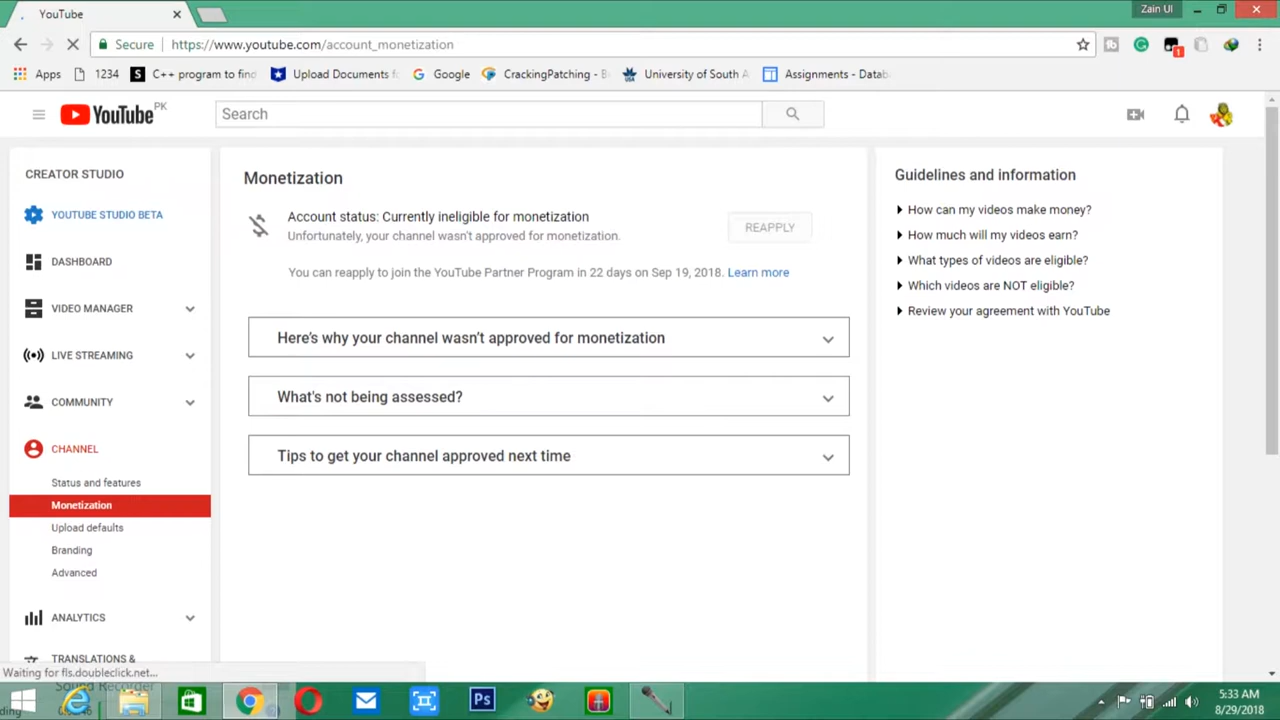 YouTube
Zain Ul
Secure
https://www.youtube.com/account_monetization
1
Apps
1234
S
C++ program to find
Upload Documents f
Google
CrackingPatching - B
University of South A
Assignments - Datab
YouTube PK
Search
CREATOR STUDIO
YOUTUBE STUDIO BETA
DASHBOARD
VIDEO MANAGER
LIVE STREAMING
COMMUNITY
CHANNEL
Status and features
Monetization
Upload defaults
Branding
Advanced
ANALYTICS
TRANSLATIONS &
Monetization
Account status: Currently ineligible for monetization
Unfortunately, your channel wasn't approved for monetization.
REAPPLY
You can reapply to join the YouTube Partner Program in 22 days on Sep 19, 2018. Learn more
Here's why your channel wasn't approved for monetization
What's not being assessed?
Tips to get your channel approved next time
Guidelines and information
How can my videos make money?
How much will my videos earn?
What types of videos are eligible?
Which videos are NOT eligible?
Review your agreement with YouTube
Waiting for fls.doubleclick.net...
Sound Recorder
Ps
5:33 AM
8/29/2018